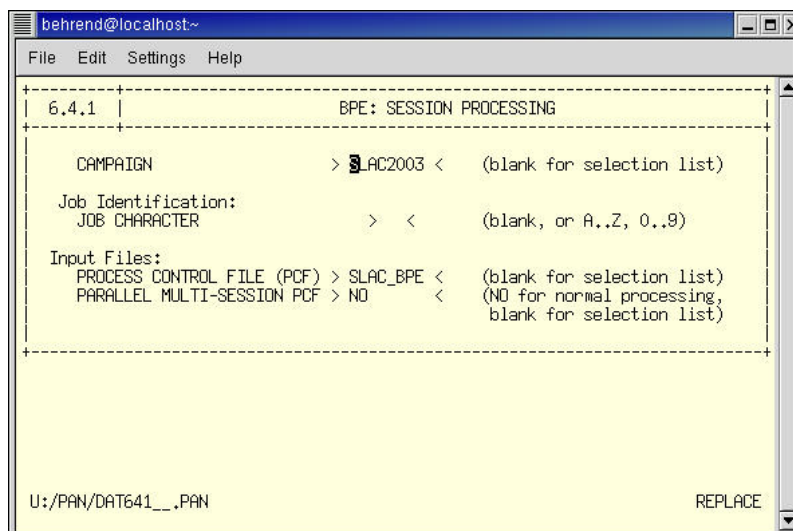 behrend@localhost:~
File Edit Settings Help
6.4.1 BPE: SESSION PROCESSING
CAMPAIGN > SLAC2003 < (blank for selection list)
Job Identification:
JOB CHARACTER > < (blank, or A..Z, 0..9)
Input Files:
PROCESS CONTROL FILE (PCF) > SLAC_BPE < (blank for selection list)
PARALLEL MULTI-SESSION PCF > NO < (NO for normal processing,
blank for selection list)
U:/PAN/DAT641__.PAN REPLACE